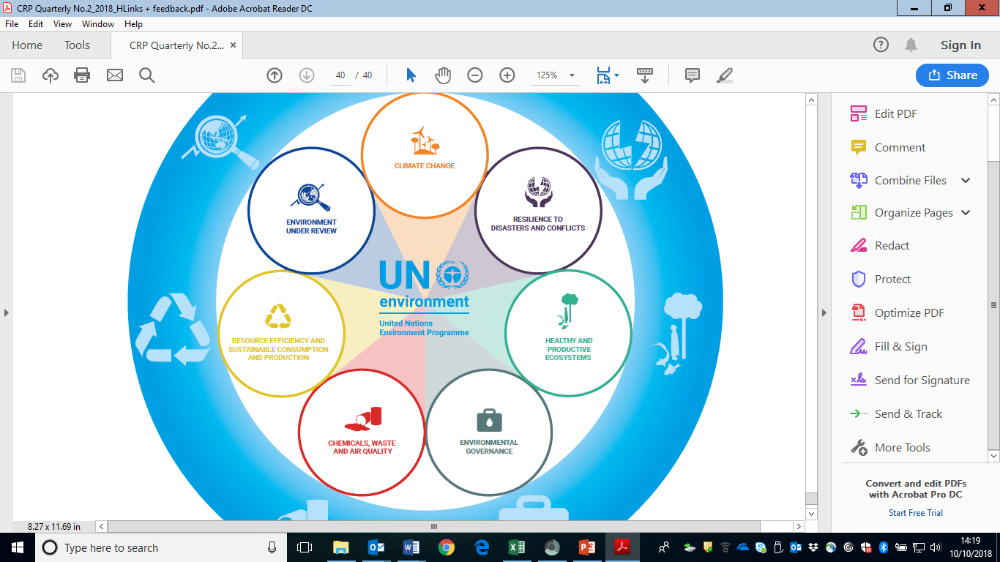 CRP Quarterly No.2_2018_HLinks + feedback.pdf - Adobe Acrobat Reader DC
File Edit View Window Help
Home Tools CRP Quarterly No.2... × Sign In
40 / 40 125% Share
CLIMATE CHANGE
ENVIRONMENT
UNDER REVIEW
RESILIENCE TO
DISASTERS AND CONFLICTS
UN
environment
United Nations
Environment Programme
RESOURCE EFFICIENCY AND
SUSTAINABLE CONSUMPTION
AND PRODUCTION
HEALTHY AND
PRODUCTIVE
ECOSYSTEMS
CHEMICALS, WASTE
AND AIR QUALITY
ENVIRONMENTAL
GOVERNANCE
8.27 x 11.69 in
Edit PDF
Comment
Combine Files
Organize Pages
Redact
Protect
Optimize PDF
Fill & Sign
Send for Signature
Send & Track
More Tools
Convert and edit PDFs
with Acrobat Pro DC
Start Free Trial
Type here to search
14:19
10/10/2018